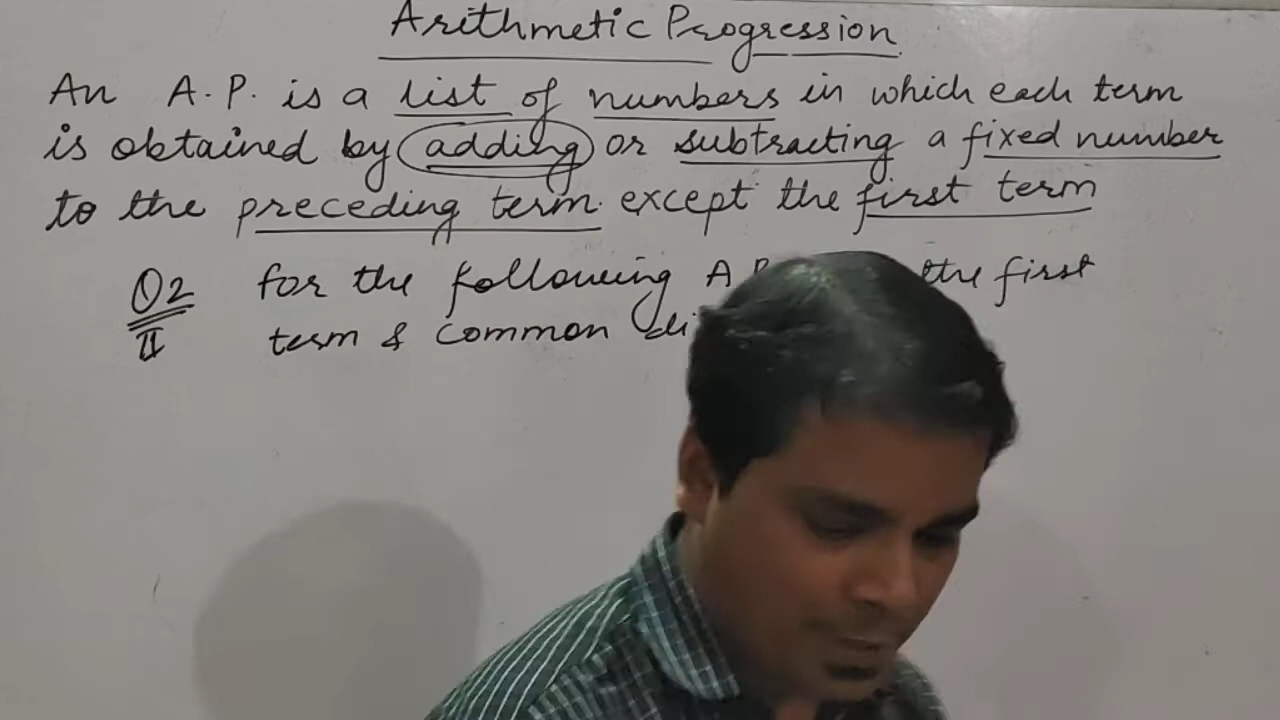 Arithmetic Progression
An A.P. is a list of numbers in which each term
is obtained by adding or subtracting a fixed number
to the preceding term except the first term
Q2 for the following A the first
II term & common